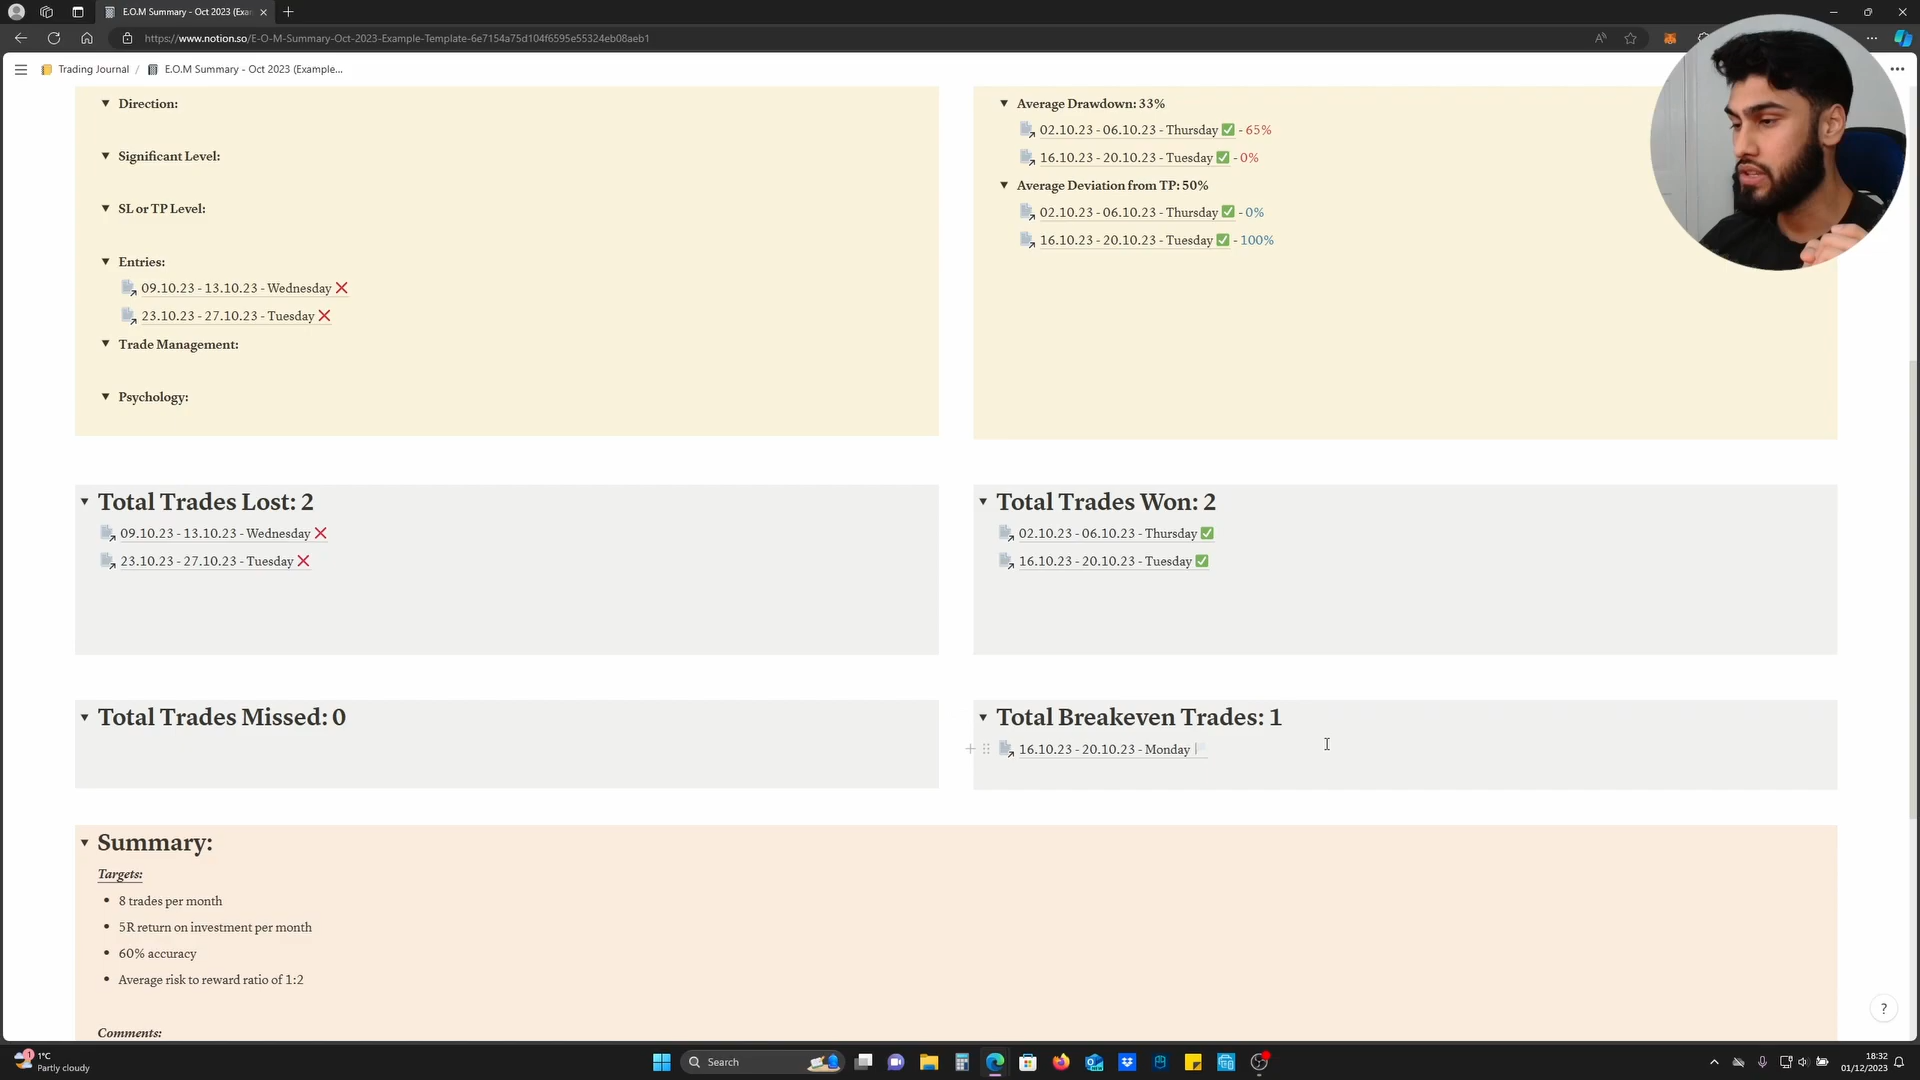 E.O.M Summary - Oct 2023 (Exa
https://www.notion.so/E-O-M-Summary-Oct-2023-Example-Template-6e7154a75d104f6595e55324eb08aeb1
Trading Journal / E.O.M Summary - Oct 2023 (Example...
Direction:
Significant Level:
SL or TP Level:
Entries:
09.10.23 - 13.10.23 - Wednesday ❌
23.10.23 - 27.10.23 - Tuesday ❌
Trade Management:
Psychology:
Average Drawdown: 33%
02.10.23 - 06.10.23 - Thursday ✅ - 65%
16.10.23 - 20.10.23 - Tuesday ✅ - 0%
Average Deviation from TP: 50%
02.10.23 - 06.10.23 - Thursday ✅ - 0%
16.10.23 - 20.10.23 - Tuesday ✅ - 100%
Total Trades Lost: 2
09.10.23 - 13.10.23 - Wednesday ❌
23.10.23 - 27.10.23 - Tuesday ❌
Total Trades Won: 2
02.10.23 - 06.10.23 - Thursday ✅
16.10.23 - 20.10.23 - Tuesday ✅
Total Trades Missed: 0
Total Breakeven Trades: 1
16.10.23 - 20.10.23 - Monday
Summary:
Targets:
• 8 trades per month
• 5R return on investment per month
• 60% accuracy
• Average risk to reward ratio of 1:2
Comments:
?
1°C
Partly cloudy
Search
18:32
01/12/2023